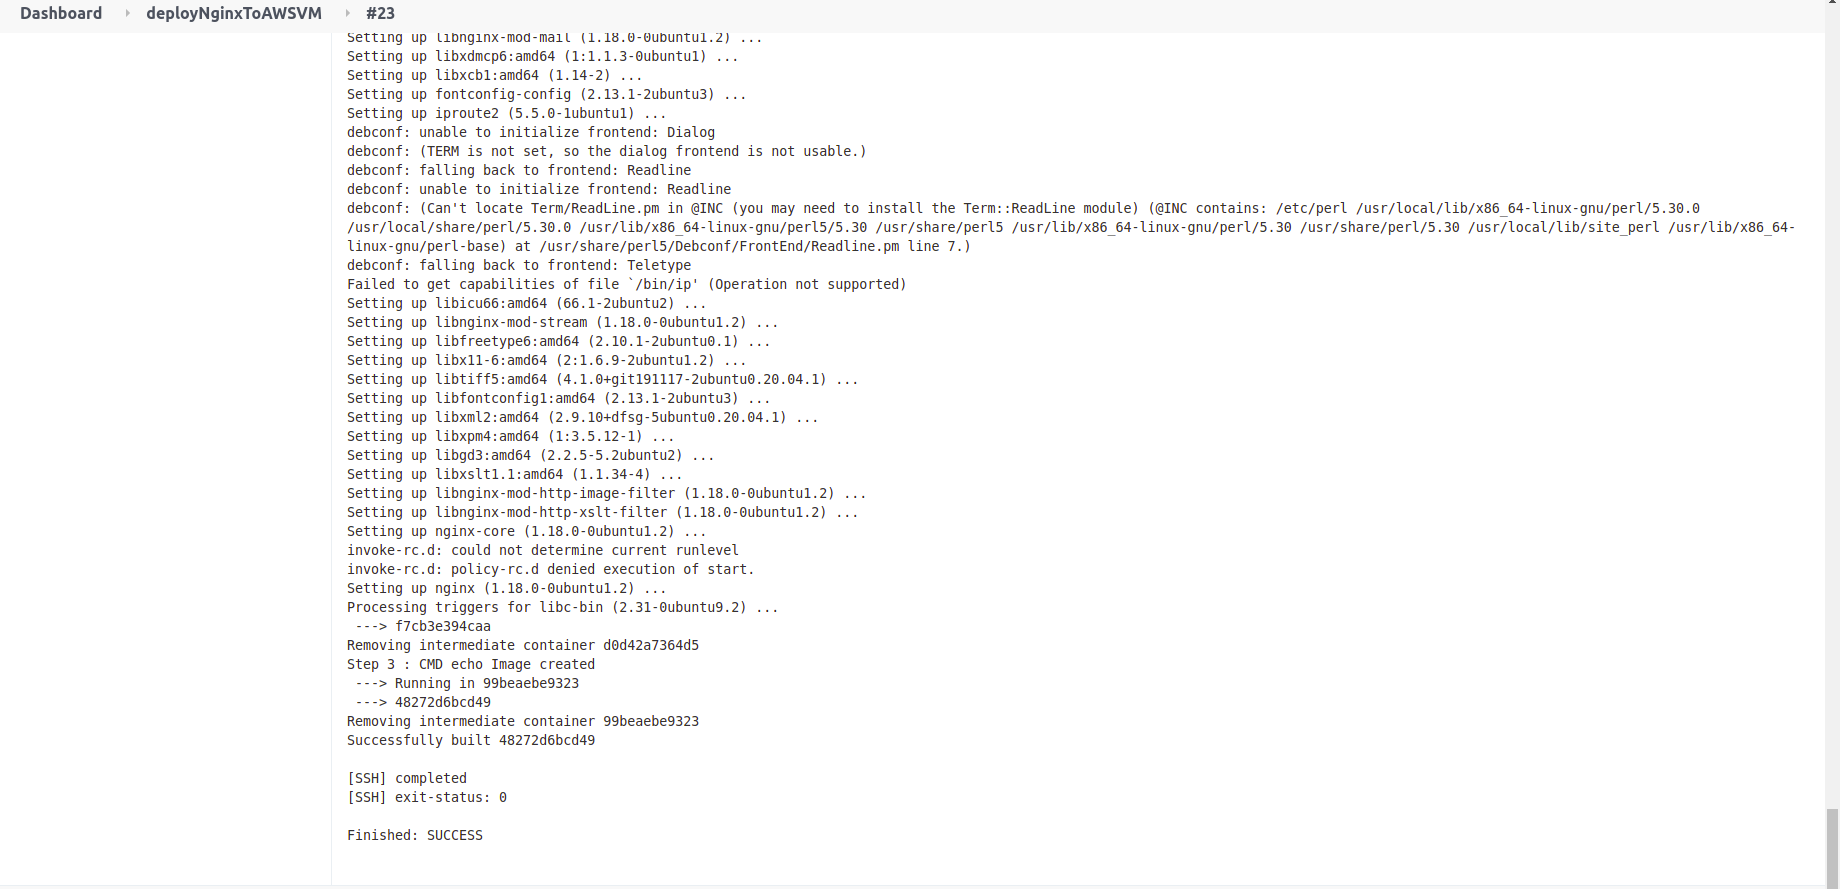 Dashboard deployNginxToAWSVM #23
Setting up libnginx-mod-mail (1.18.0-0ubuntu1.2) ...
Setting up libxdmcp6:amd64 (1:1.1.3-0ubuntu1) ...
Setting up libxcb1:amd64 (1.14-2) ...
Setting up fontconfig-config (2.13.1-2ubuntu3) ...
Setting up iproute2 (5.5.0-1ubuntu1) ...
debconf: unable to initialize frontend: Dialog
debconf: (TERM is not set, so the dialog frontend is not usable.)
debconf: falling back to frontend: Readline
debconf: unable to initialize frontend: Readline
debconf: (Can't locate Term/ReadLine.pm in @INC (you may need to install the Term::ReadLine module) (@INC contains: /etc/perl /usr/local/lib/x86_64-linux-gnu/perl/5.30.0
/usr/local/share/perl/5.30.0 /usr/lib/x86_64-linux-gnu/perl5/5.30 /usr/share/perl5 /usr/lib/x86_64-linux-gnu/perl/5.30 /usr/share/perl/5.30 /usr/local/lib/site_perl /usr/lib/x86_64-
linux-gnu/perl-base) at /usr/share/perl5/Debconf/FrontEnd/Readline.pm line 7.)
debconf: falling back to frontend: Teletype
Failed to get capabilities of file `/bin/ip' (Operation not supported)
Setting up libicu66:amd64 (66.1-2ubuntu2) ...
Setting up libnginx-mod-stream (1.18.0-0ubuntu1.2) ...
Setting up libfreetype6:amd64 (2.10.1-2ubuntu0.1) ...
Setting up libx11-6:amd64 (2:1.6.9-2ubuntu1.2) ...
Setting up libtiff5:amd64 (4.1.0+git191117-2ubuntu0.20.04.1) ...
Setting up libfontconfig1:amd64 (2.13.1-2ubuntu3) ...
Setting up libxml2:amd64 (2.9.10+dfsg-5ubuntu0.20.04.1) ...
Setting up libxpm4:amd64 (1:3.5.12-1) ...
Setting up libgd3:amd64 (2.2.5-5.2ubuntu2) ...
Setting up libxslt1.1:amd64 (1.1.34-4) ...
Setting up libnginx-mod-http-image-filter (1.18.0-0ubuntu1.2) ...
Setting up libnginx-mod-http-xslt-filter (1.18.0-0ubuntu1.2) ...
Setting up nginx-core (1.18.0-0ubuntu1.2) ...
invoke-rc.d: could not determine current runlevel
invoke-rc.d: policy-rc.d denied execution of start.
Setting up nginx (1.18.0-0ubuntu1.2) ...
Processing triggers for libc-bin (2.31-0ubuntu9.2) ...
---> f7cb3e394caa
Removing intermediate container d0d42a7364d5
Step 3 : CMD echo Image created
---> Running in 99beaebe9323
---> 48272d6bcd49
Removing intermediate container 99beaebe9323
Successfully built 48272d6bcd49
[SSH] completed
[SSH] exit-status: 0
Finished: SUCCESS